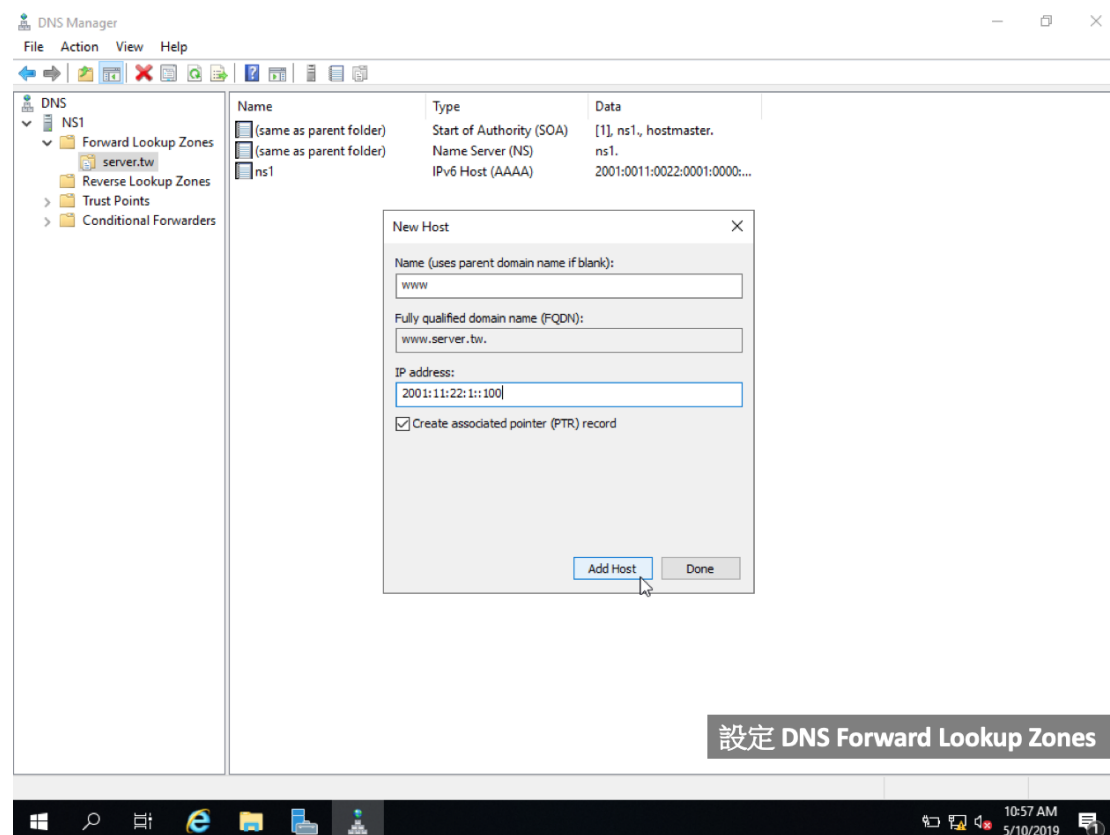 DNS Manager
File Action View Help
DNS
NS1
Forward Lookup Zones
server.tw
Reverse Lookup Zones
Trust Points
Conditional Forwarders
Name Type Data
(same as parent folder) Start of Authority (SOA) [1], ns1., hostmaster.
(same as parent folder) Name Server (NS) ns1.
ns1 IPv6 Host (AAAA) 2001:0011:0022:0001:0000:...
New Host
Name (uses parent domain name if blank):
www
Fully qualified domain name (FQDN):
www.server.tw.
IP address:
2001:11:22:1::100
Create associated pointer (PTR) record
Add Host Done
設定 DNS Forward Lookup Zones
10:57 AM
5/10/2019
1